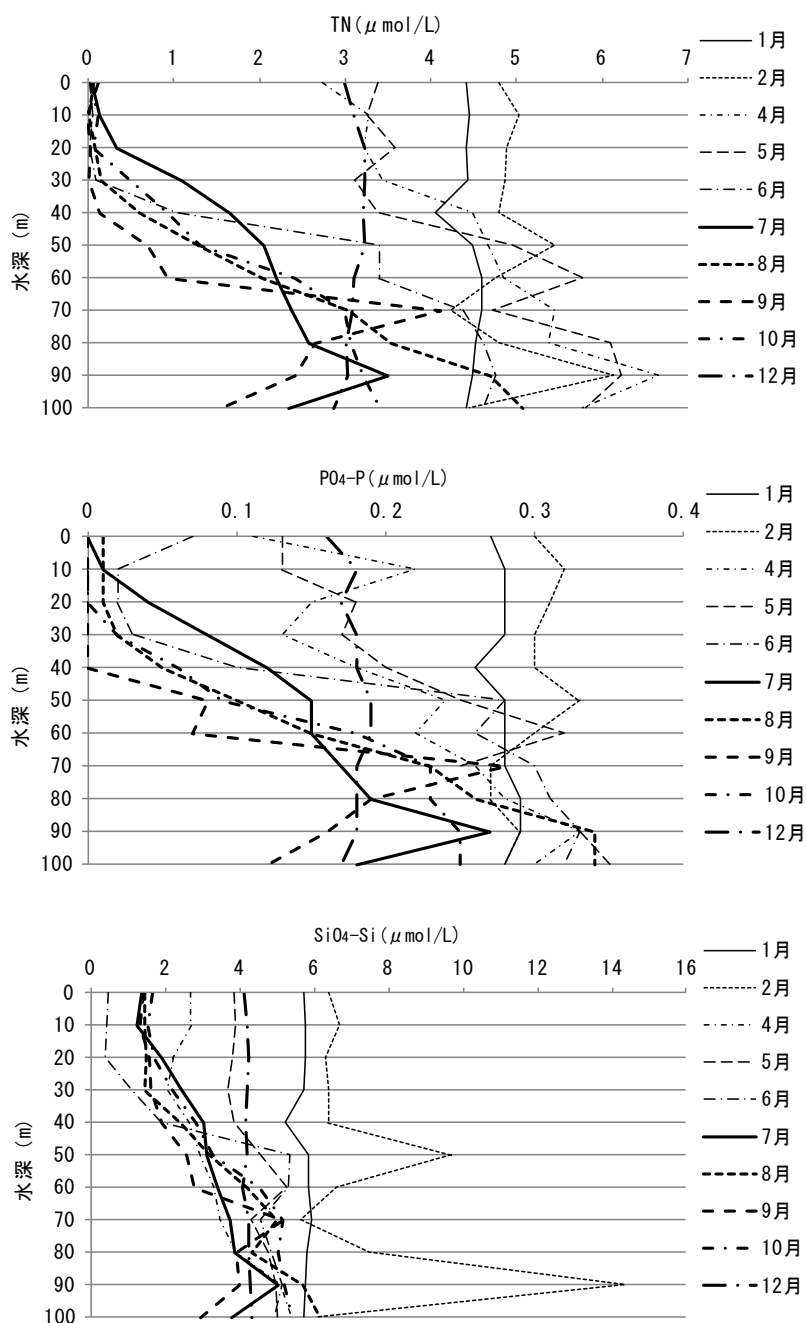 TN(μmol/L)
0 1 2 3 4 5 6 7
0
10
20
30
40
50
60
70
80
90
100
水深 (m)
1月
2月
4月
5月
6月
7月
8月
9月
10月
12月
PO₄-P(μmol/L)
0 0.1 0.2 0.3 0.4
0
10
20
30
40
50
60
70
80
90
100
水深 (m)
1月
2月
4月
5月
6月
7月
8月
9月
10月
12月
SiO₄-Si(μmol/L)
0 2 4 6 8 10 12 14 16
0
10
20
30
40
50
60
70
80
90
100
水深 (m)
1月
2月
4月
5月
6月
7月
8月
9月
10月
12月